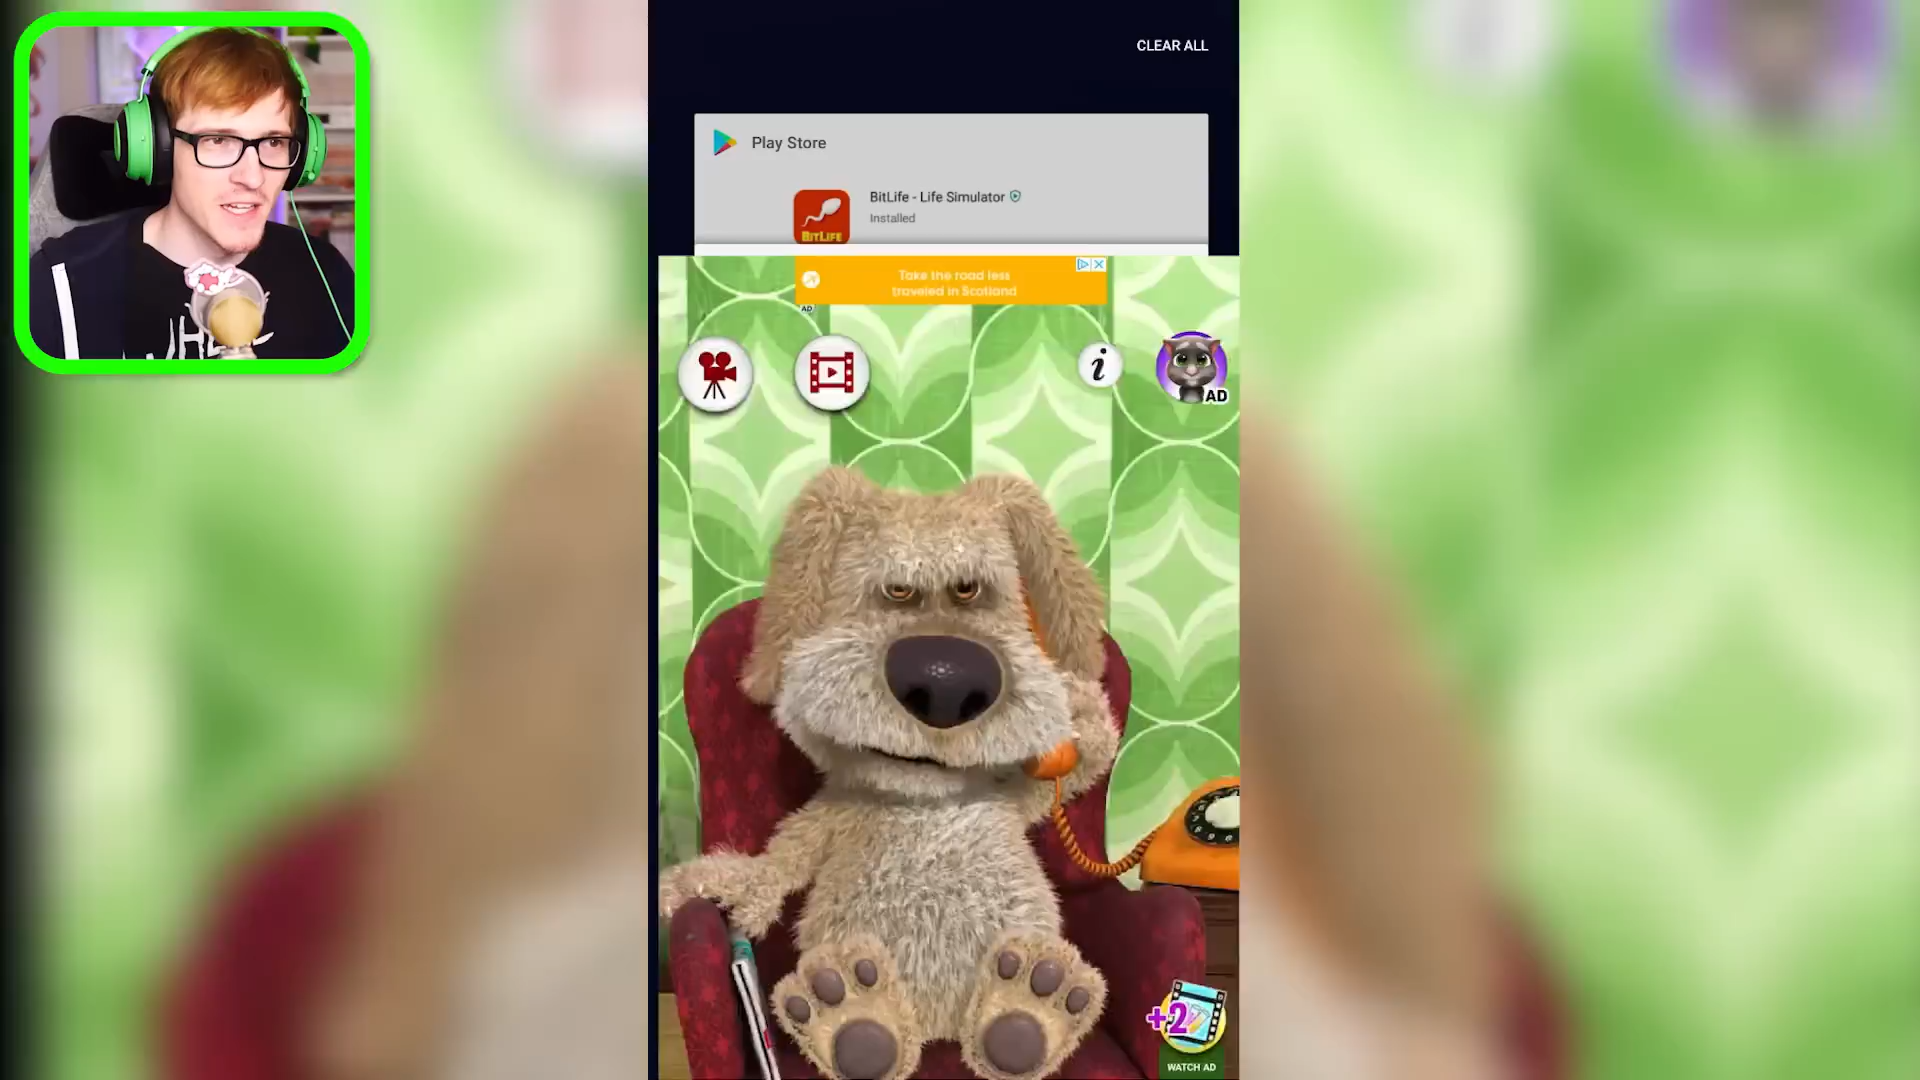 CLEAR ALL
Play Store
BitLife - Life Simulator
Installed
BITLIFE
Take the road less
traveled in Scotland
AD
i
AD
+2
WATCH AD